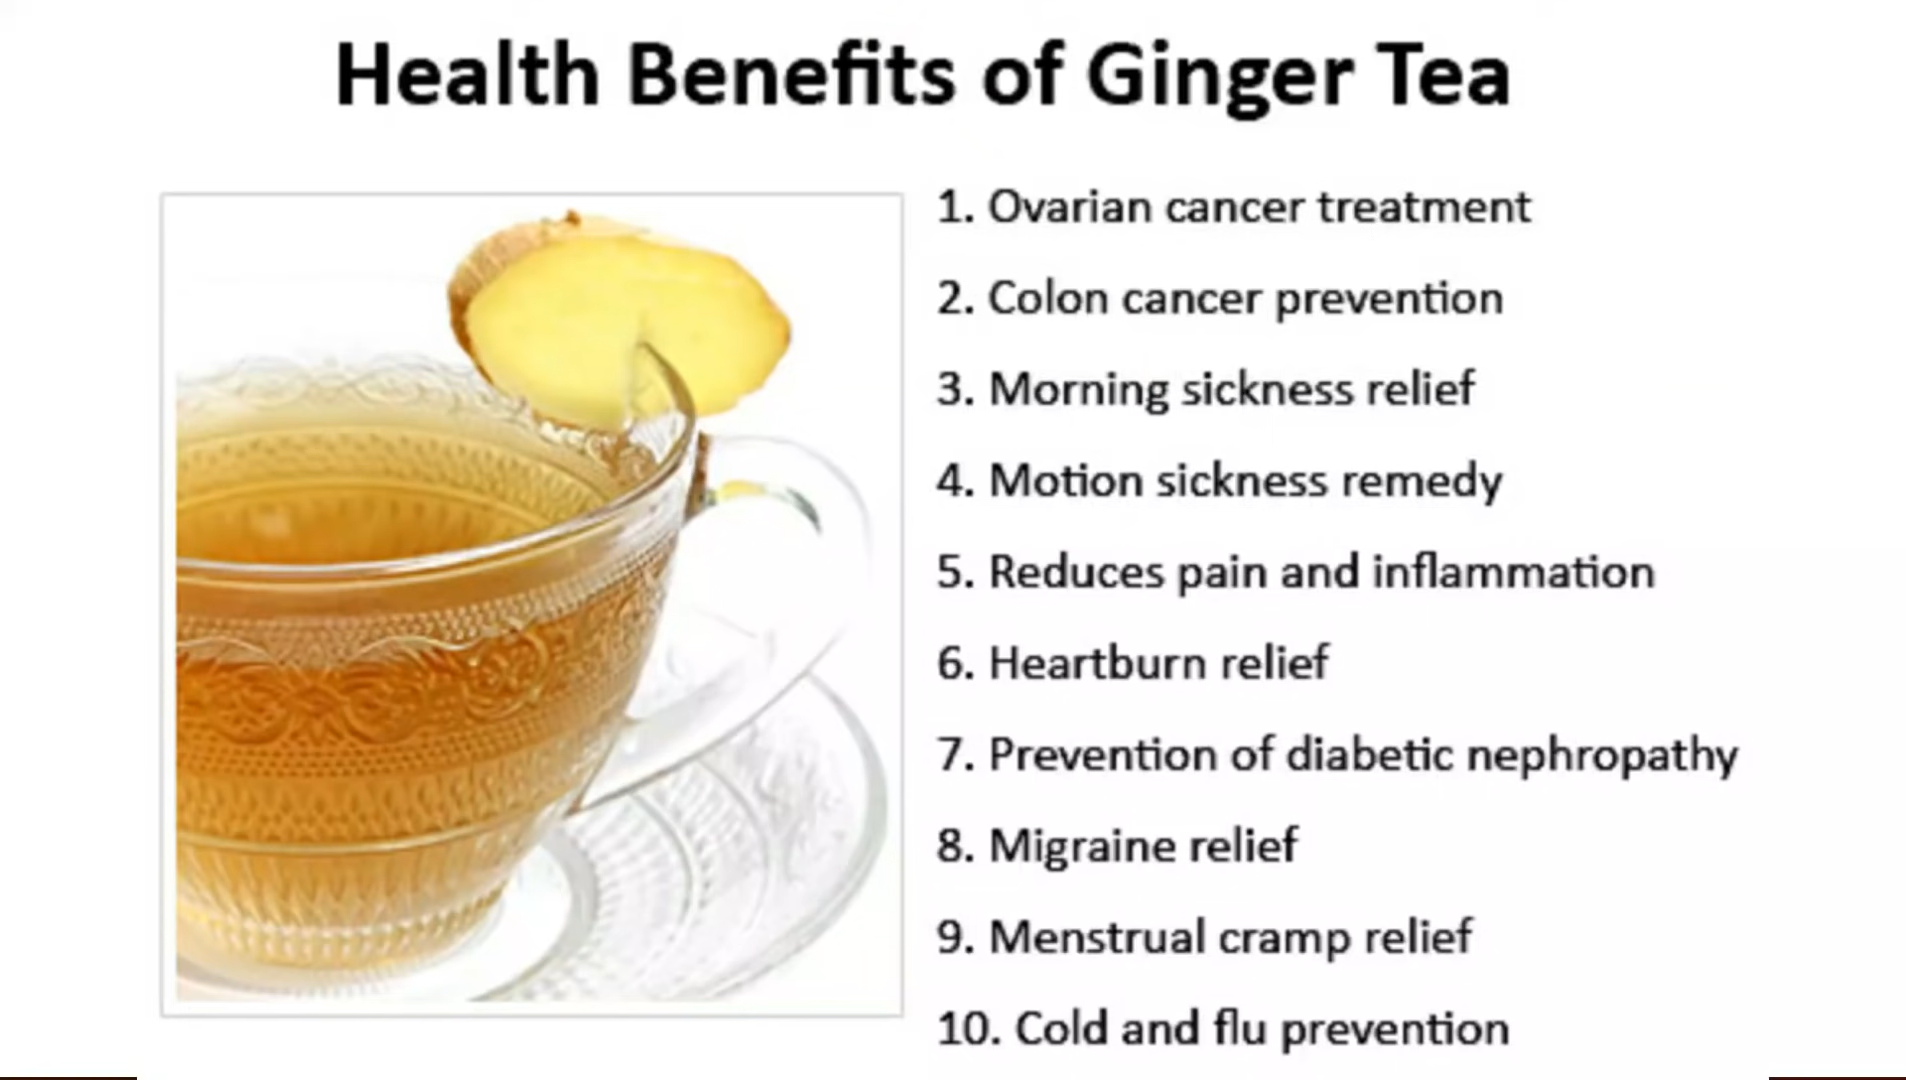 Health Benefits of Ginger Tea
1. Ovarian cancer treatment
2. Colon cancer prevention
3. Morning sickness relief
4. Motion sickness remedy
5. Reduces pain and inflammation
6. Heartburn relief
7. Prevention of diabetic nephropathy
8. Migraine relief
9. Menstrual cramp relief
10. Cold and flu prevention